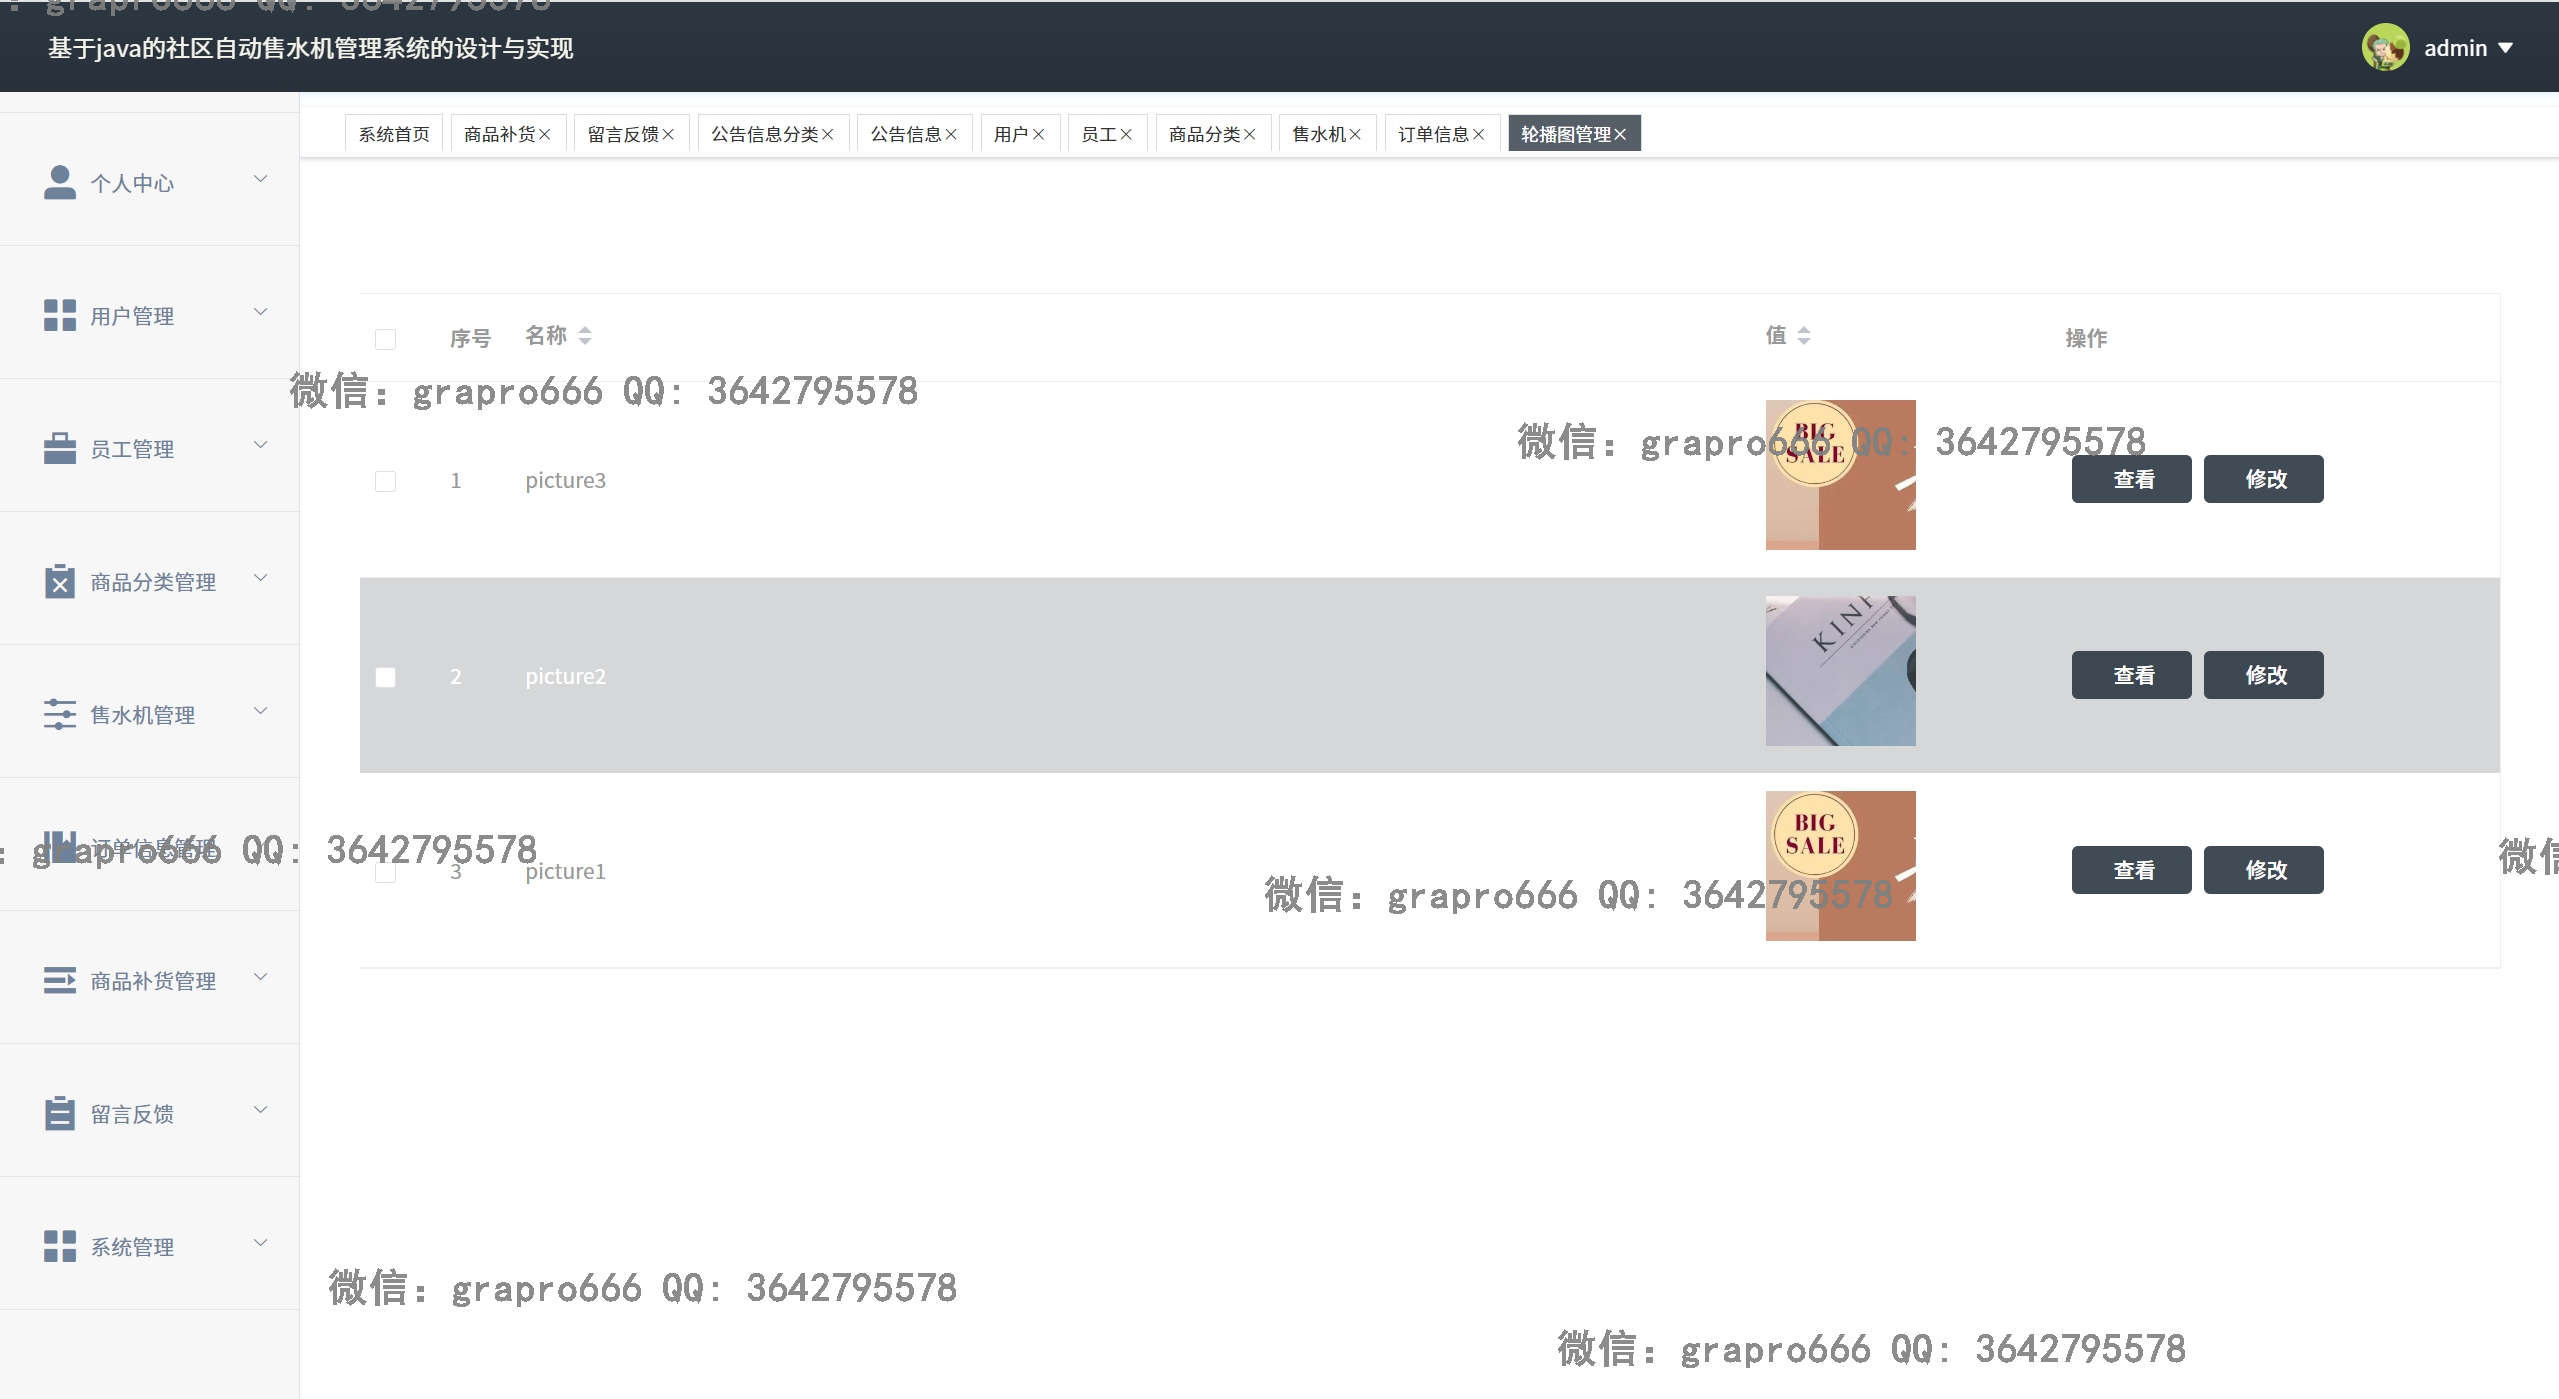 : grapro666 QQ: 3642795578
基于java的社区自动售水机管理系统的设计与实现
admin
系统首页 商品补货× 留言反馈× 公告信息分类× 公告信息× 用户× 员工× 商品分类× 售水机× 订单信息× 轮播图管理×
个人中心
用户管理
员工管理
商品分类管理
售水机管理
订单信息管理
商品补货管理
留言反馈
系统管理
序号 名称 值 操作
微信: grapro666 QQ: 3642795578
微信: grapro666 QQ: 3642795578
BIG
SALE
1 picture3 查看 修改
2 picture2 查看 修改
BIG
SALE
: grapro666 QQ: 3642795578
微信
3 picture1 查看 修改
微信: grapro666 QQ: 3642795578
微信: grapro666 QQ: 3642795578
微信: grapro666 QQ: 3642795578